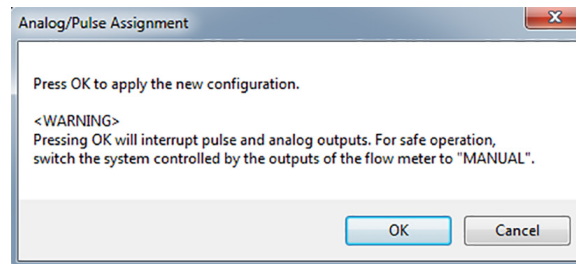 Analog/Pulse Assignment
Press OK to apply the new configuration.
<WARNING>
Pressing OK will interrupt pulse and analog outputs. For safe operation,
switch the system controlled by the outputs of the flow meter to "MANUAL".
OK
Cancel